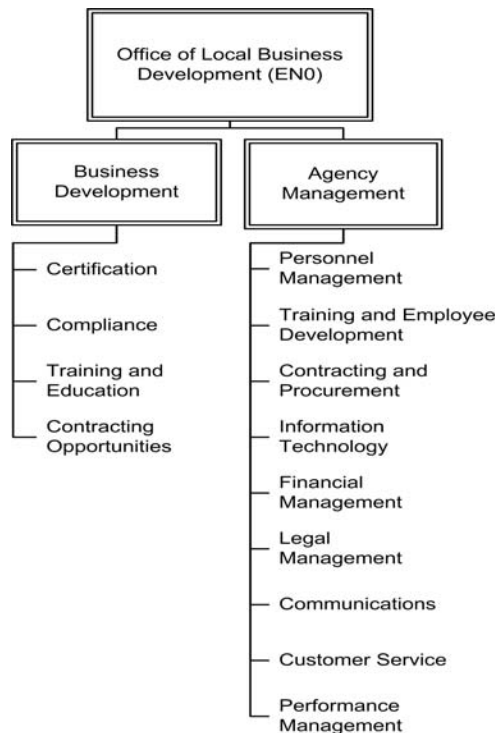 Office of Local Business
Development (EN0)
Business
Development
Certification
Compliance
Training and
Education
Contracting
Opportunities
Agency
Management
Personnel
Management
Training and Employee
Development
Contracting and
Procurement
Information
Technology
Financial
Management
Legal
Management
Communications
Customer Service
Performance
Management